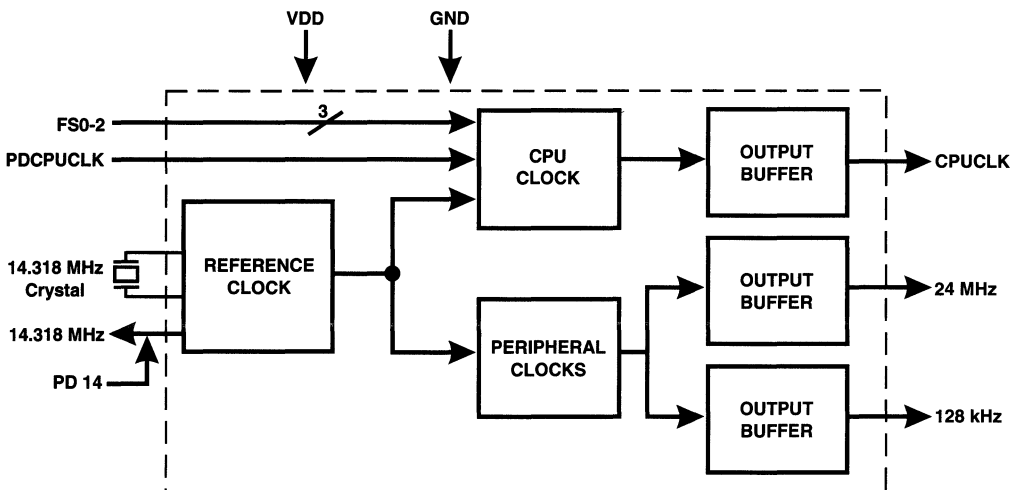 VDD
GND
FS0-2
3
PDCPUCLK
CPU
CLOCK
OUTPUT
BUFFER
CPUCLK
14.318 MHz
Crystal
REFERENCE
CLOCK
OUTPUT
BUFFER
24 MHz
14.318 MHz
PD 14
PERIPHERAL
CLOCKS
OUTPUT
BUFFER
128 kHz